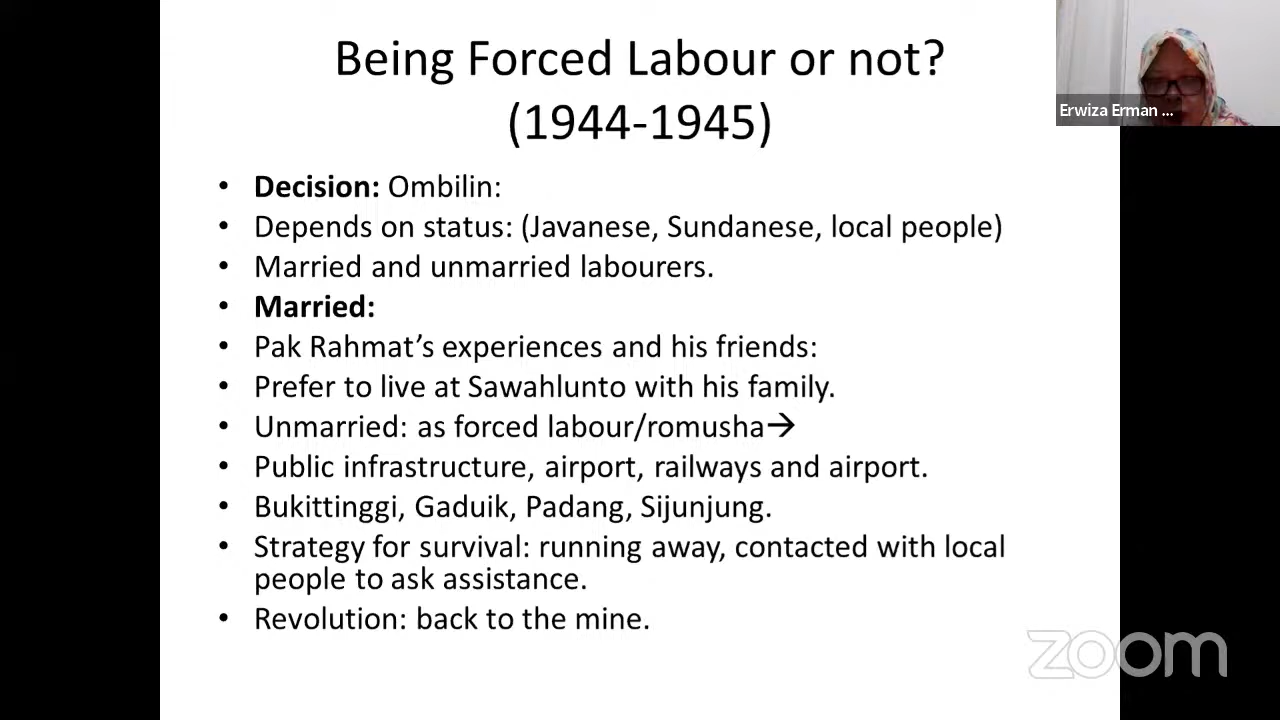 Being Forced Labour or not?
(1944-1945)
Erwiza Erman ...
• Decision: Ombilin:
• Depends on status: (Javanese, Sundanese, local people)
• Married and unmarried labourers.
• Married:
• Pak Rahmat’s experiences and his friends:
• Prefer to live at Sawahlunto with his family.
• Unmarried: as forced labour/romusha→
• Public infrastructure, airport, railways and airport.
• Bukittinggi, Gaduik, Padang, Sijunjung.
• Strategy for survival: running away, contacted with local
people to ask assistance.
• Revolution: back to the mine.
zoom